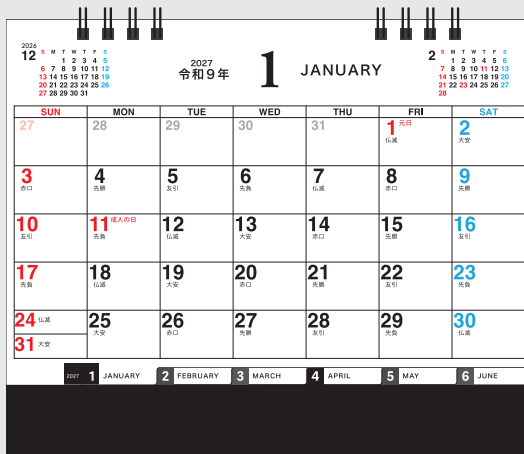 2026
12
S M T W T F S
1 2 3 4 5
6 7 8 9 10 11 12
13 14 15 16 17 18 19
20 21 22 23 24 25 26
27 28 29 30 31
2027
令和9年
1 JANUARY
2
S M T W T F S
1 2 3 4 5 6
7 8 9 10 11 12 13
14 15 16 17 18 19 20
21 22 23 24 25 26 27
28
SUN MON TUE WED THU FRI SAT
27 28 29 30 31 1 元日 2
仏滅 大安
3 4 5 6 7 8 9
赤口 先勝 友引 先負 仏滅 赤口 先勝
10 11 成人の日 12 13 14 15 16
友引 先負 仏滅 大安 赤口 先勝 友引
17 18 19 20 21 22 23
先負 仏滅 大安 赤口 先勝 友引 先負
24 仏滅 25 26 27 28 29 30
大安 赤口 先勝 友引 先負 仏滅
31 大安
2027 1 JANUARY 2 FEBRUARY 3 MARCH 4 APRIL 5 MAY 6 JUNE